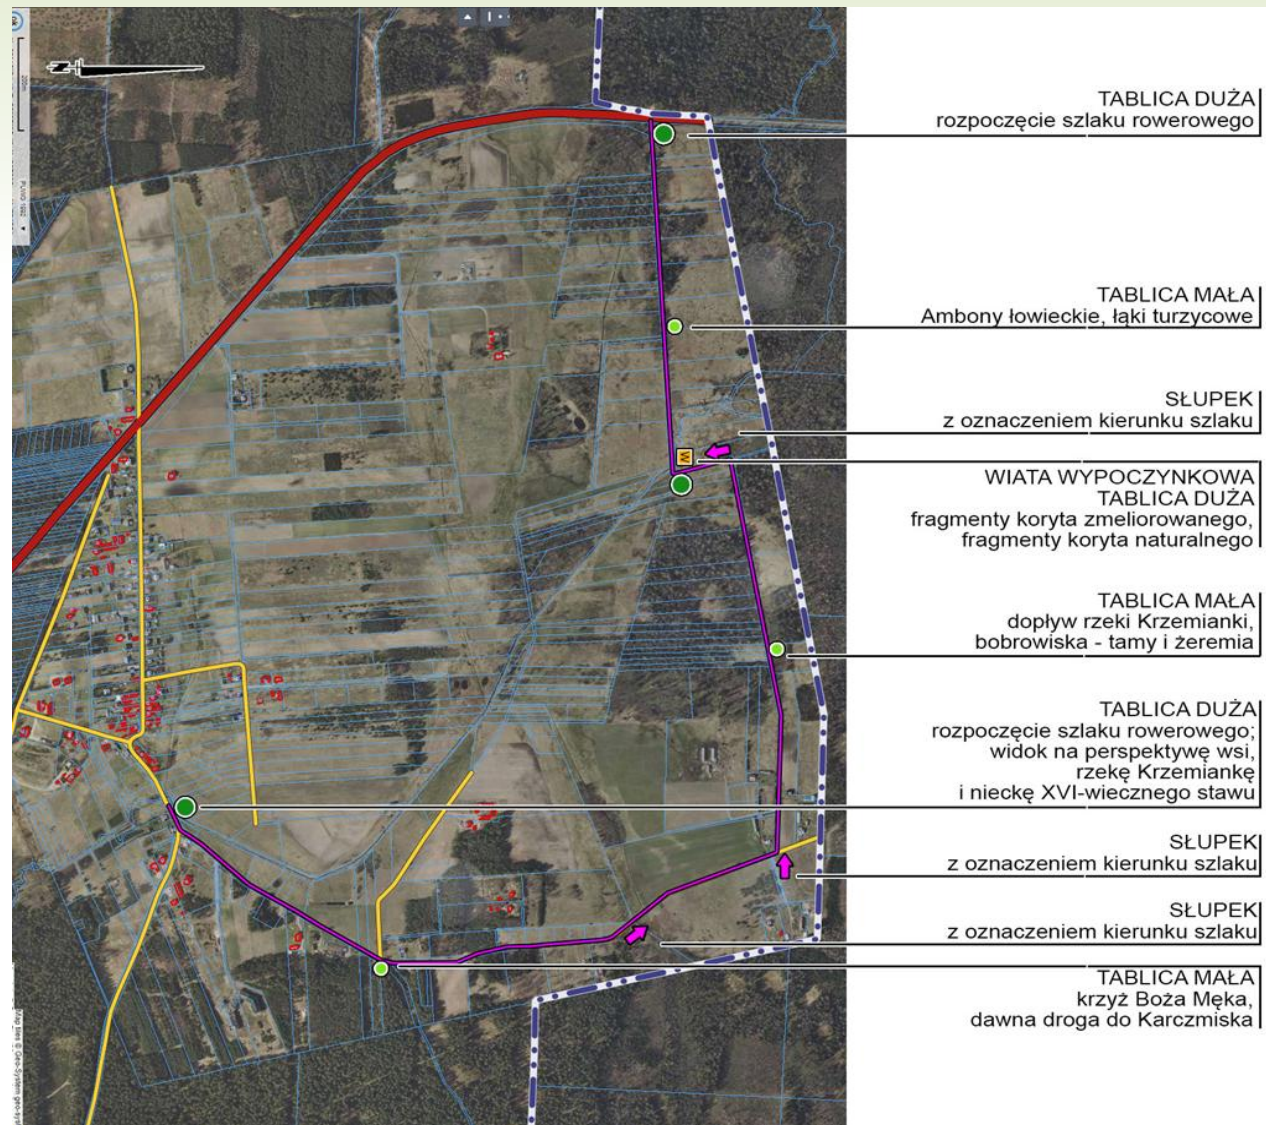 TABLICA DUŻA
rozpoczęcie szlaku rowerowego
TABLICA MAŁA
Ambony łowieckie, łąki turzycowe
SŁUPEK
z oznaczeniem kierunku szlaku
WIATA WYPOCZYNKOWA
TABLICA DUŻA
fragmenty koryta zmeliorowanego,
fragmenty koryta naturalnego
TABLICA MAŁA
dopływ rzeki Krzemianki,
bobrowiska - tamy i żeremia
TABLICA DUŻA
rozpoczęcie szlaku rowerowego;
widok na perspektywę wsi,
rzekę Krzemiankę
i nieckę XVI-wiecznego stawu
SŁUPEK
z oznaczeniem kierunku szlaku
SŁUPEK
z oznaczeniem kierunku szlaku
TABLICA MAŁA
krzyż Boża Męka,
dawna droga do Karczmiska
N
W
200m
PUWG 1992